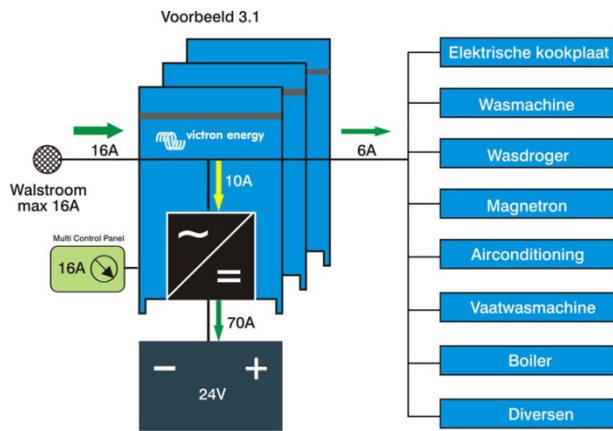 Voorbeeld 3.1
victron energy
16A
6A
Walstroom
max 16A
10A
Multi Control Panel
16A
~
=
70A
− +
24V
Elektrische kookplaat
Wasmachine
Wasdroger
Magnetron
Airconditioning
Vaatwasmachine
Boiler
Diversen